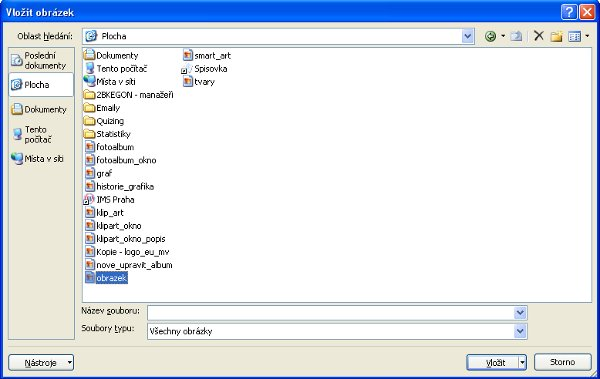 Vložit obrázek
Oblast hledání:
Plocha
Poslední
dokumenty
Plocha
Dokumenty
Tento
počítač
Místa v síti
Dokumenty
Tento počítač
Místa v síti
2BKEGON - manažeři
Emaily
Quizing
Statistiky
fotoalbum
fotoalbum_okno
graf
historie_grafika
IMS Praha
klip_art
klipart_okno
klipart_okno_popis
Kopie - logo_eu_mv
nove_upravit_album
obrazek
smart_art
Spisovka
tvary
Název souboru:
Soubory typu:
Všechny obrázky
Nástroje
Vložit
Storno